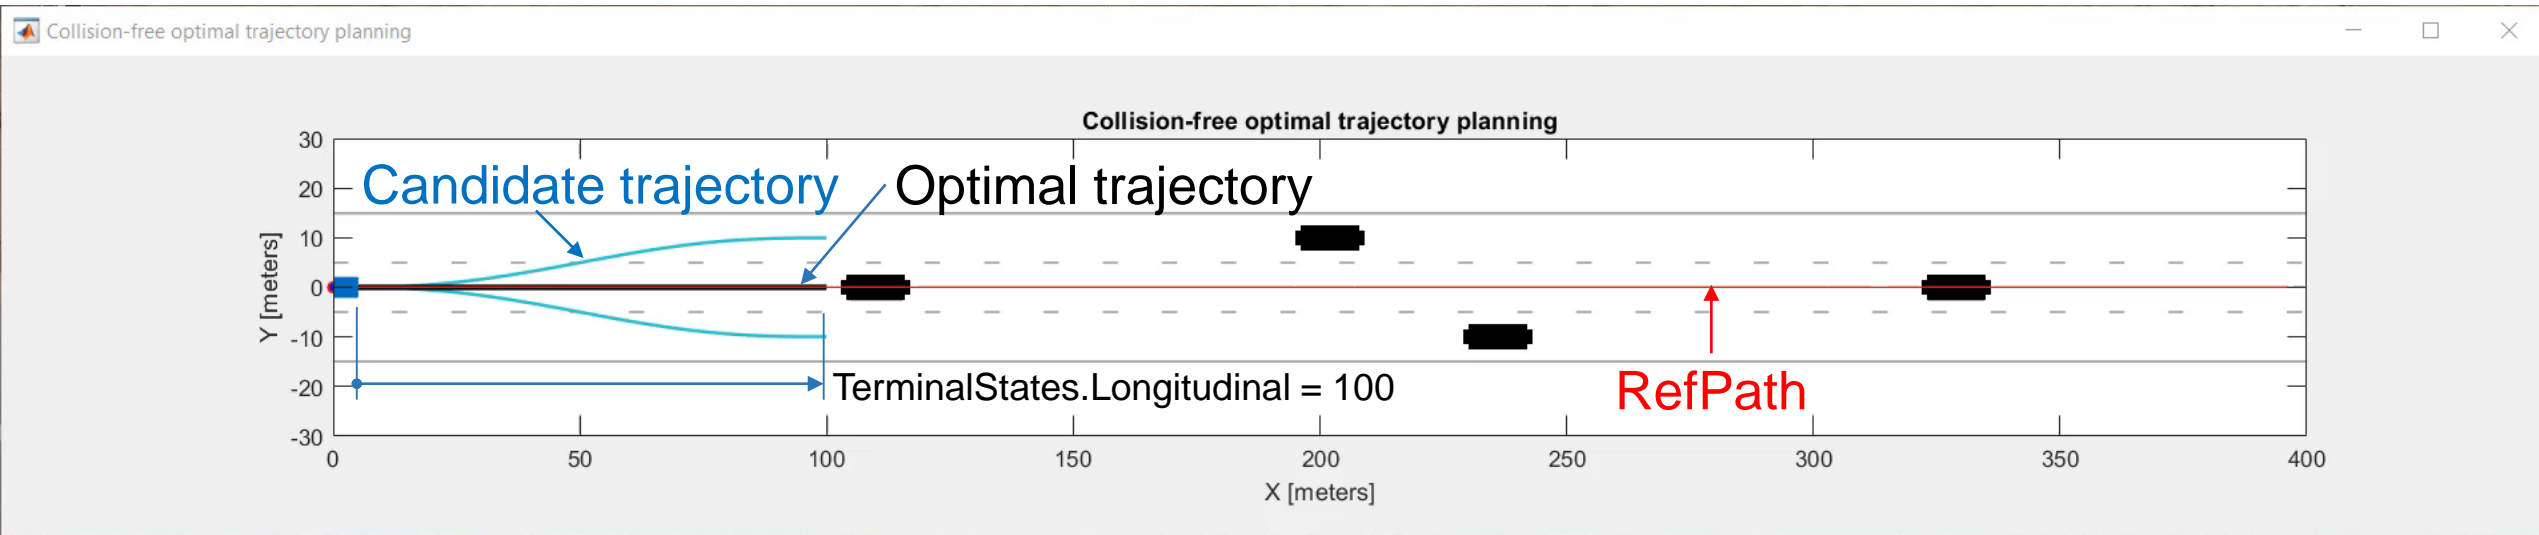 Collision-free optimal trajectory planning
Collision-free optimal trajectory planning
30
20
10
0
-10
-20
-30
Y [meters]
Candidate trajectory
Optimal trajectory
TerminalStates.Longitudinal = 100
RefPath
0 50 100 150 200 250 300 350 400
X [meters]